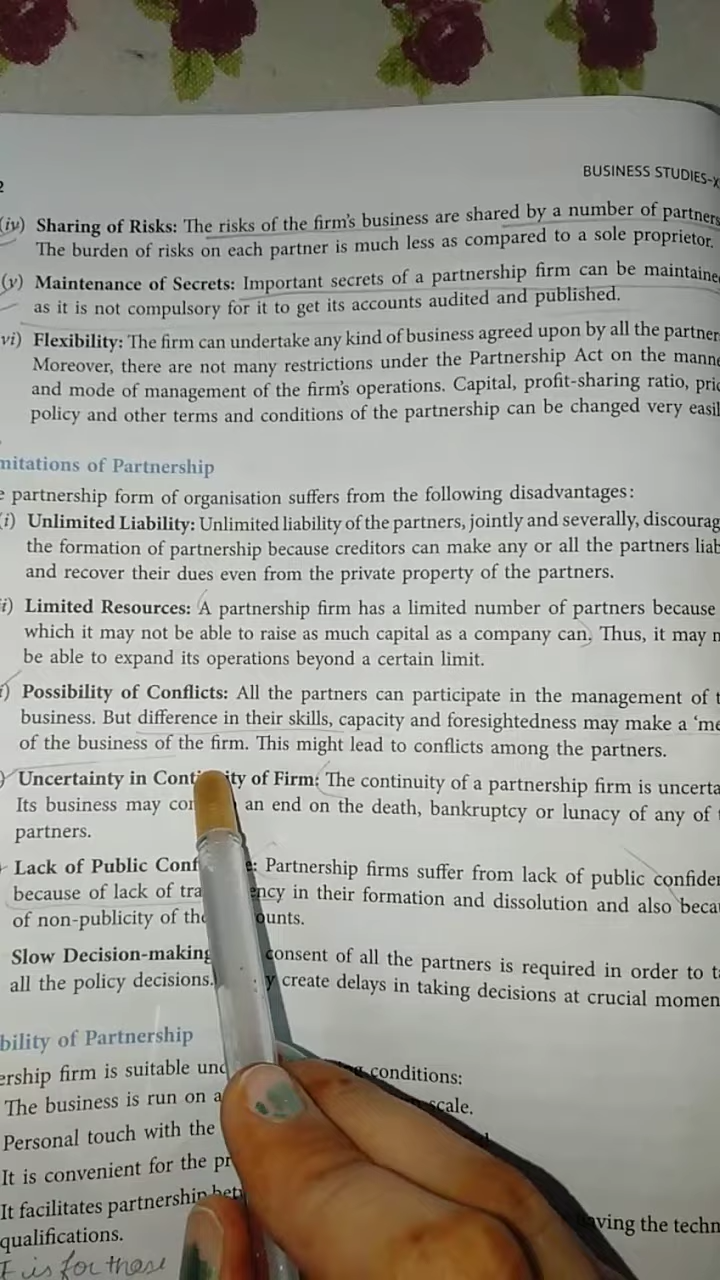 2
BUSINESS STUDIES-X
(iv) Sharing of Risks: The risks of the firm's business are shared by a number of partners
The burden of risks on each partner is much less as compared to a sole proprietor.
(v) Maintenance of Secrets: Important secrets of a partnership firm can be maintaine
as it is not compulsory for it to get its accounts audited and published.
vi) Flexibility: The firm can undertake any kind of business agreed upon by all the partner
Moreover, there are not many restrictions under the Partnership Act on the manne
and mode of management of the firm's operations. Capital, profit-sharing ratio, pric
policy and other terms and conditions of the partnership can be changed very easil
mitations of Partnership
e partnership form of organisation suffers from the following disadvantages:
(i) Unlimited Liability: Unlimited liability of the partners, jointly and severally, discourag
the formation of partnership because creditors can make any or all the partners liab
and recover their dues even from the private property of the partners.
i) Limited Resources: A partnership firm has a limited number of partners because
which it may not be able to raise as much capital as a company can. Thus, it may n
be able to expand its operations beyond a certain limit.
i) Possibility of Conflicts: All the partners can participate in the management of t
business. But difference in their skills, capacity and foresightedness may make a 'me
of the business of the firm. This might lead to conflicts among the partners.
) Uncertainty in Cont ity of Firm: The continuity of a partnership firm is uncerta
Its business may co an end on the death, bankruptcy or lunacy of any of t
partners.
Lack of Public Conf e: Partnership firms suffer from lack of public confider
because of lack of tra ency in their formation and dissolution and also beca
of non-publicity of the ounts.
Slow Decision-making consent of all the partners is required in order to t
all the policy decisions. y create delays in taking decisions at crucial momen
bility of Partnership
ership firm is suitable und conditions:
The business is run on a scale.
Personal touch with the
It is convenient for the pr
It facilitates partnership bet aving the techn
qualifications.
It is for these